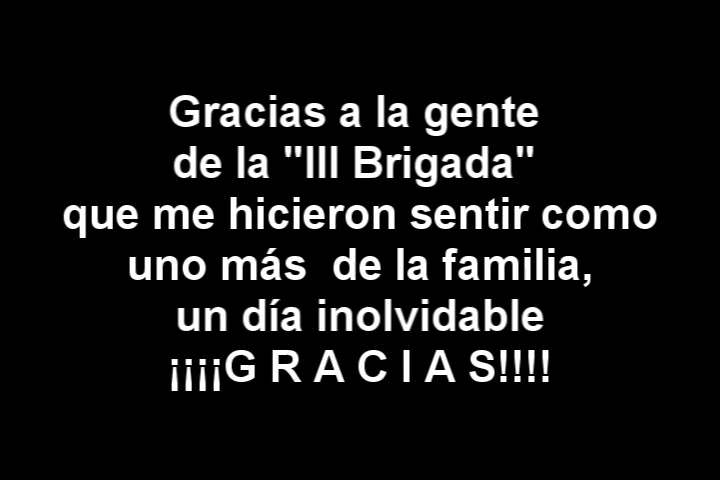 Gracias a la gente
de la "III Brigada"
que me hicieron sentir como
uno más  de la familia,
un día inolvidable
¡¡¡¡G R A C I A S!!!!